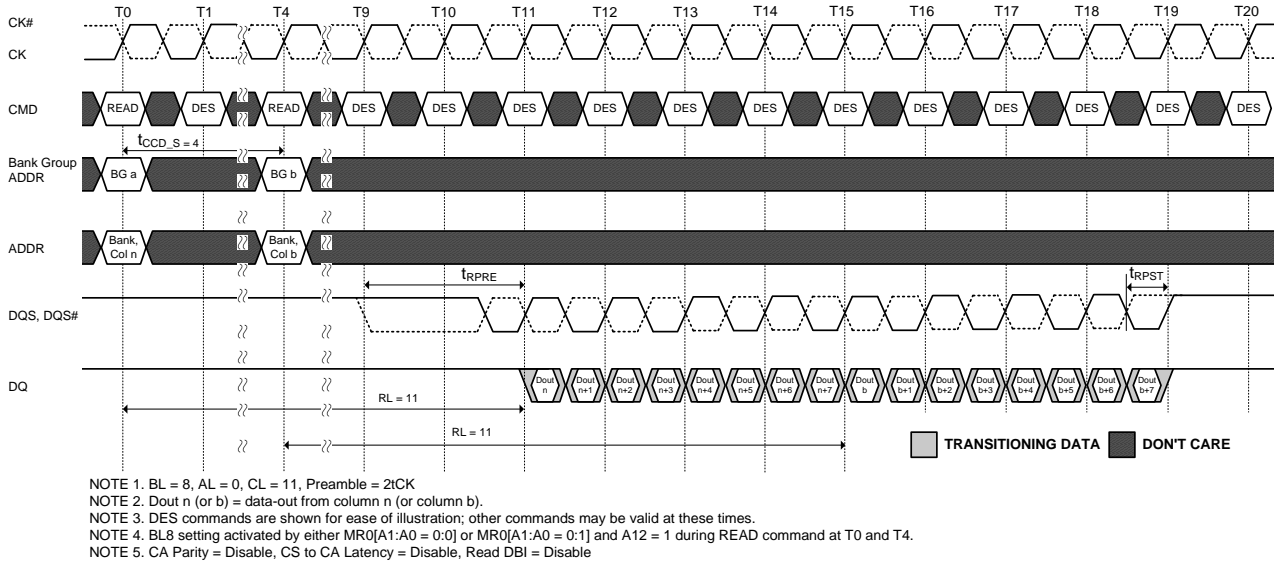 T0 T1 T4 T9 T10 T11 T12 T13 T14 T15 T16 T17 T18 T19 T20
CK#
CK
CMD READ DES READ DES DES DES DES DES DES DES DES DES DES DES DES
tCCD_S = 4
Bank Group
ADDR
BG a BG b
ADDR
Bank,
Col n
Bank,
Col b
tRPRE tRPST
DQS, DQS#
DQ
Dout
n
Dout
n+1
Dout
n+2
Dout
n+3
Dout
n+4
Dout
n+5
Dout
n+6
Dout
n+7
Dout
b
Dout
b+1
Dout
b+2
Dout
b+3
Dout
b+4
Dout
b+5
Dout
b+6
Dout
b+7
RL = 11
RL = 11
TRANSITIONING DATA DON'T CARE
NOTE 1. BL = 8, AL = 0, CL = 11, Preamble = 2tCK
NOTE 2. Dout n (or b) = data-out from column n (or column b).
NOTE 3. DES commands are shown for ease of illustration; other commands may be valid at these times.
NOTE 4. BL8 setting activated by either MR0[A1:A0 = 0:0] or MR0[A1:A0 = 0:1] and A12 = 1 during READ command at T0 and T4.
NOTE 5. CA Parity = Disable, CS to CA Latency = Disable, Read DBI = Disable